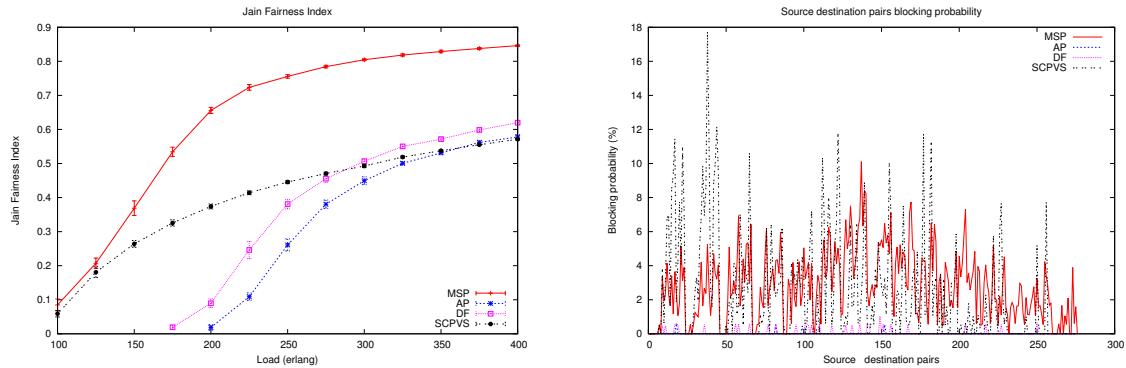 Jain Fairness Index
0.9
0.8
0.7
0.6
0.5
0.4
0.3
0.2
0.1
0
100 150 200 250 300 350 400
Jain Fairness Index
Load (erlang)
MSP
AP
DF
SCPVS
Source destination pairs blocking probability
18
16
14
12
10
8
6
4
2
0
0 50 100 150 200 250 300
Blocking probability (%)
Source destination pairs
MSP
AP
DF
SCPVS